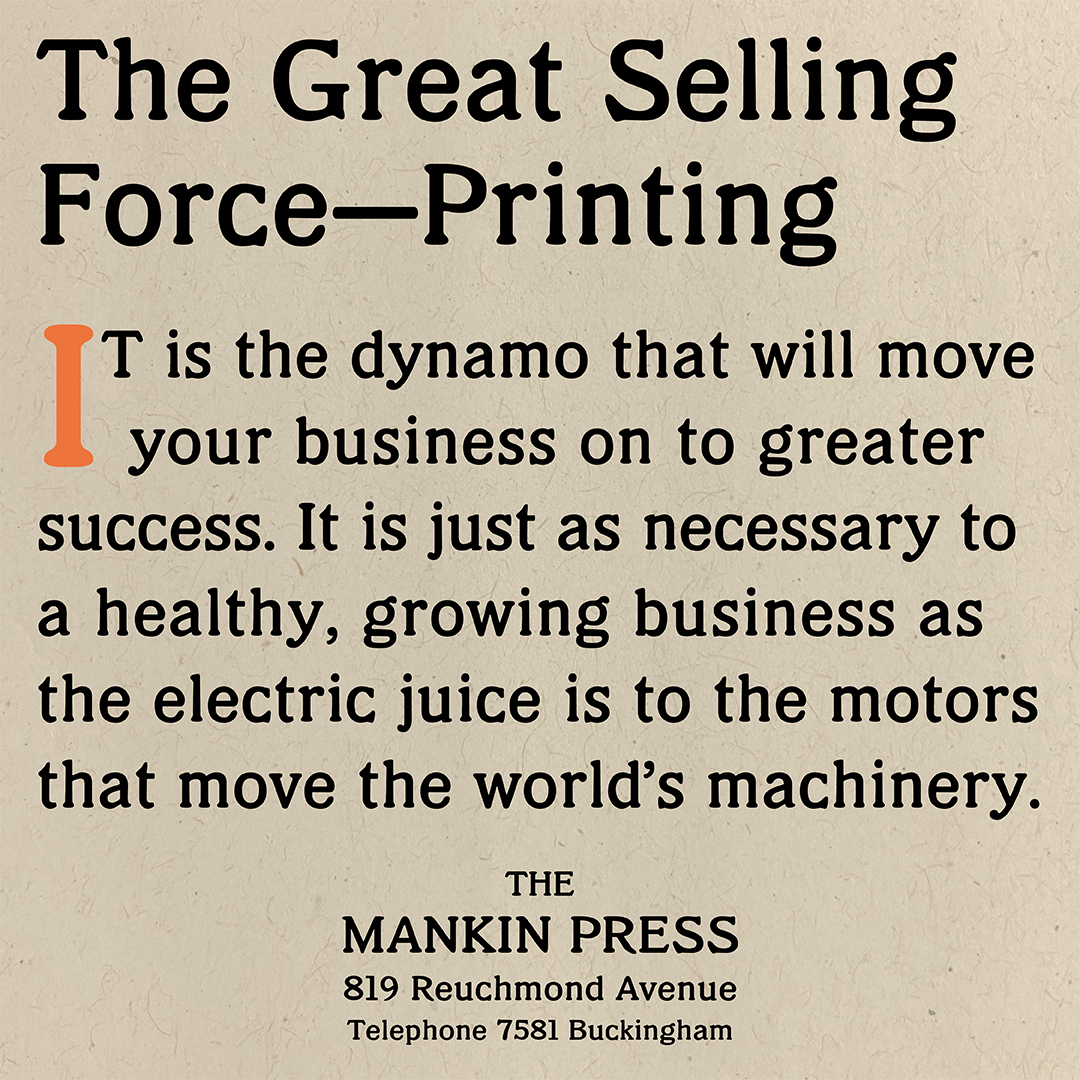 The Great Selling
Force—Printing
IT is the dynamo that will move
your business on to greater
success. It is just as necessary to
a healthy, growing business as
the electric juice is to the motors
that move the world’s machinery.
THE
MANKIN PRESS
819 Reuchmond Avenue
Telephone 7581 Buckingham